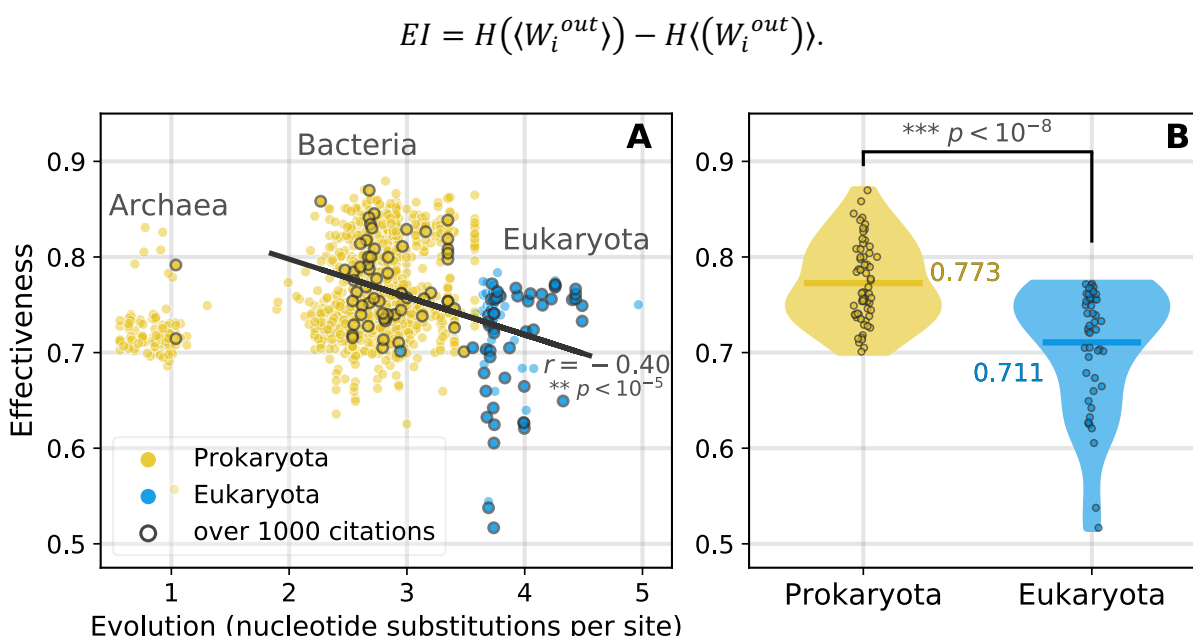 EI = H(⟨W_i^out⟩) − H⟨(W_i^out)⟩.
A
Bacteria
Archaea
Eukaryota
r = − 0.40
** p < 10^−5
Prokaryota
Eukaryota
over 1000 citations
0.9
0.8
0.7
0.6
0.5
Effectiveness
1 2 3 4 5
Evolution (nucleotide substitutions per site)
B
*** p < 10^−8
0.773
0.711
0.9
0.8
0.7
0.6
0.5
Prokaryota Eukaryota